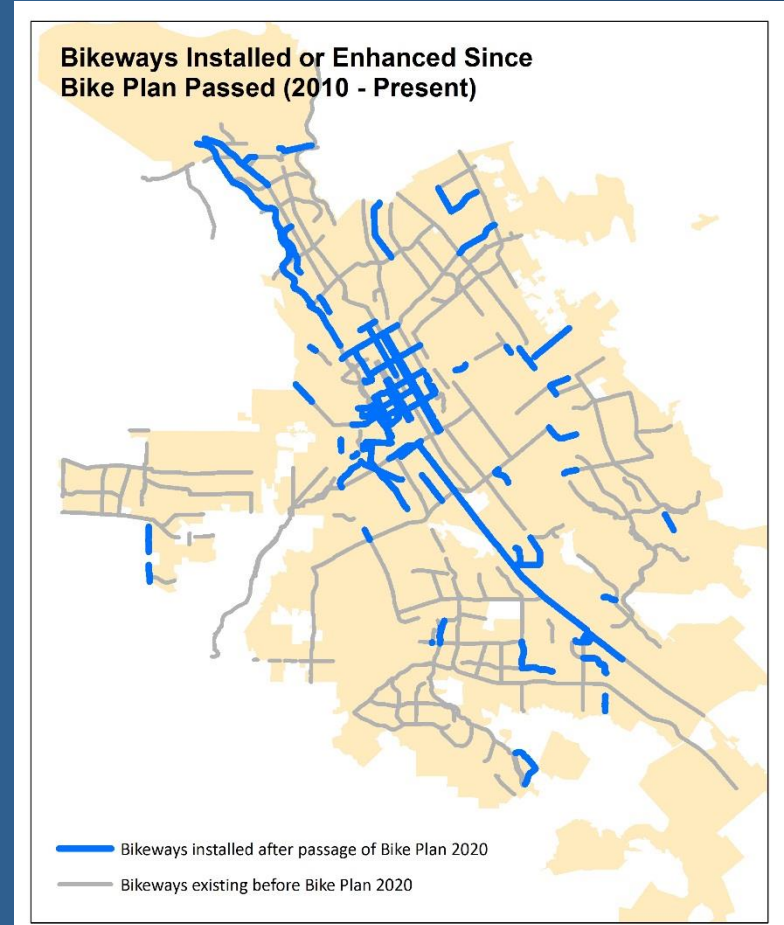 Bikeways Installed or Enhanced Since
Bike Plan Passed (2010 - Present)
Bikeways installed after passage of Bike Plan 2020
Bikeways existing before Bike Plan 2020